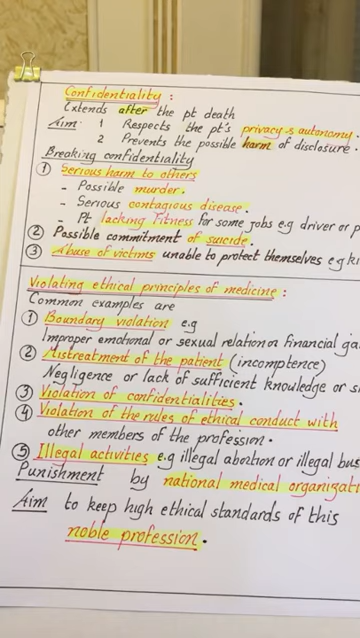 Confidentiality :
Extends after the pt death
Aim : 1 Respects the pt's privacy & autonomy
2 Prevents the possible harm of disclosure.
Breaking confidentiality
① Serious harm to others
- Possible murder.
- Serious contagious disease.
- Pt lacking fitness for some jobs e.g driver or p
② Possible commitment of suicide.
③ Abuse of victims unable to protect themselves e.g ki
Violating ethical principles of medicine :
Common examples are
① Boundary violation e.g
Improper emotional or sexual relation or financial ga
② Mistreatment of the patient (incomptence)
Negligence or lack of sufficient knowledge or s
③ Violation of confidentialities.
④ Violation of the rules of ethical conduct with
other members of the profession.
⑤ Illegal activities e.g illegal abortion or illegal bus
Punishment by national medical organizat
Aim to keep high ethical standards of this
noble profession.